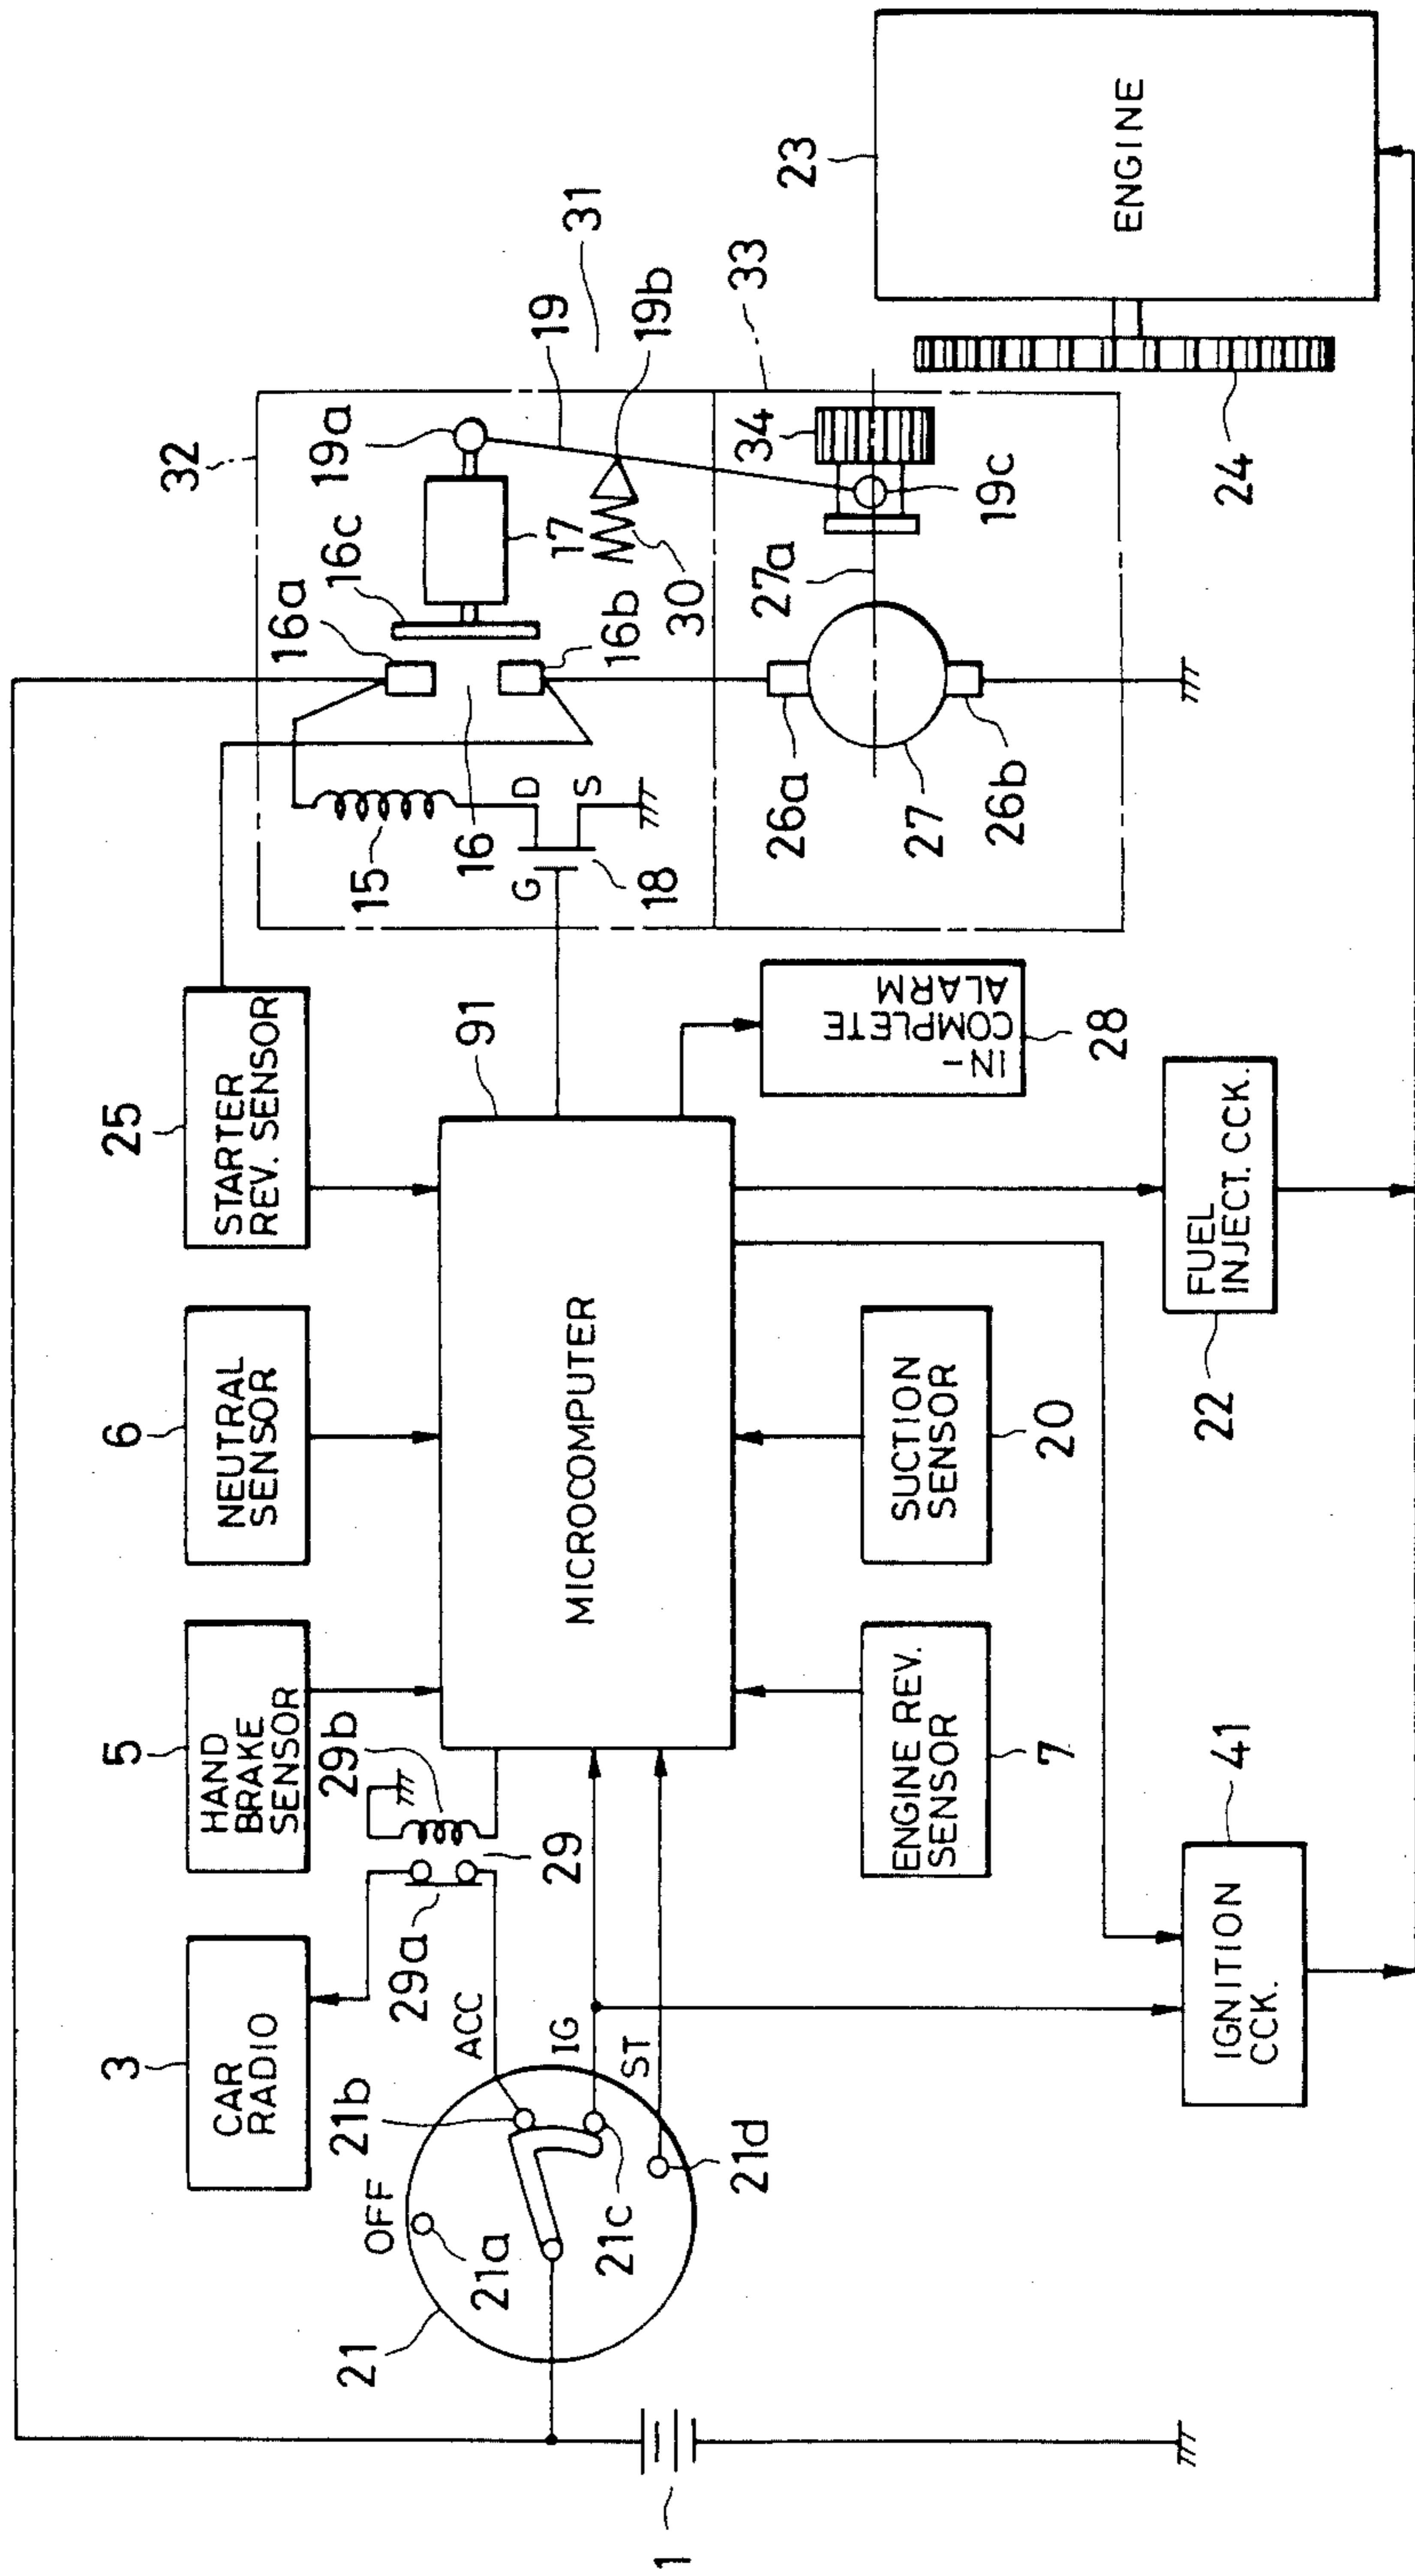 1
21
OFF
21a
21b
21c
21d
ACC
IG
ST
3
CAR
RADIO
29a
29
29b
5
HAND
BRAKE
SENSOR
6
NEUTRAL
SENSOR
25
STARTER
REV. SENSOR
91
MICROCOMPUTER
ENGINE REV.
SENSOR
7
SUCTION
SENSOR
20
41
IGNITION
CCK.
22
FUEL
INJECT. CCK.
IN-
COMPLETE
ALARM
28
32
15
16
G
D
S
18
16a
16c
16b
17
30
19a
19
19b
31
33
26a
27
26b
27a
34
19c
24
23
ENGINE